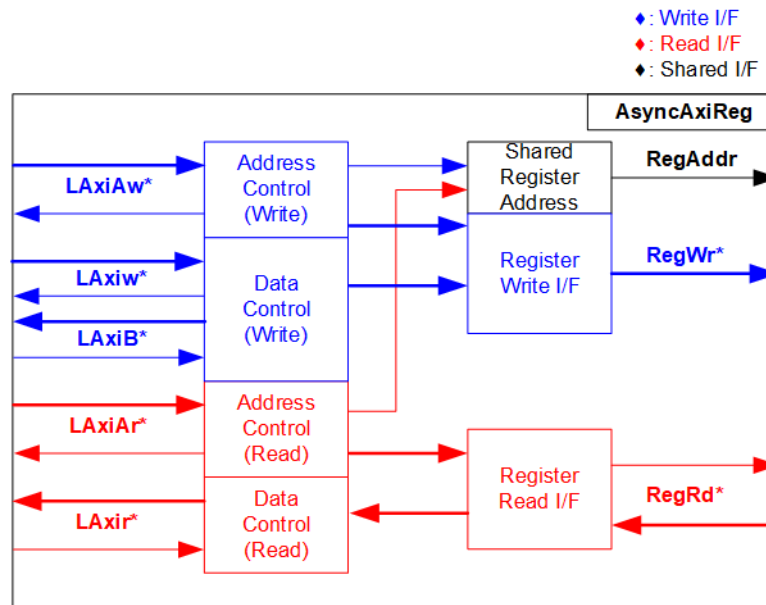 ♦: Write I/F
♦: Read I/F
♦: Shared I/F
AsyncAxiReg
LAxiAw*
Address
Control
(Write)
Shared
Register
Address
RegAddr
LAxiw*
LAxiB*
Data
Control
(Write)
Register
Write I/F
RegWr*
LAxiAr*
Address
Control
(Read)
LAxir*
Data
Control
(Read)
Register
Read I/F
RegRd*